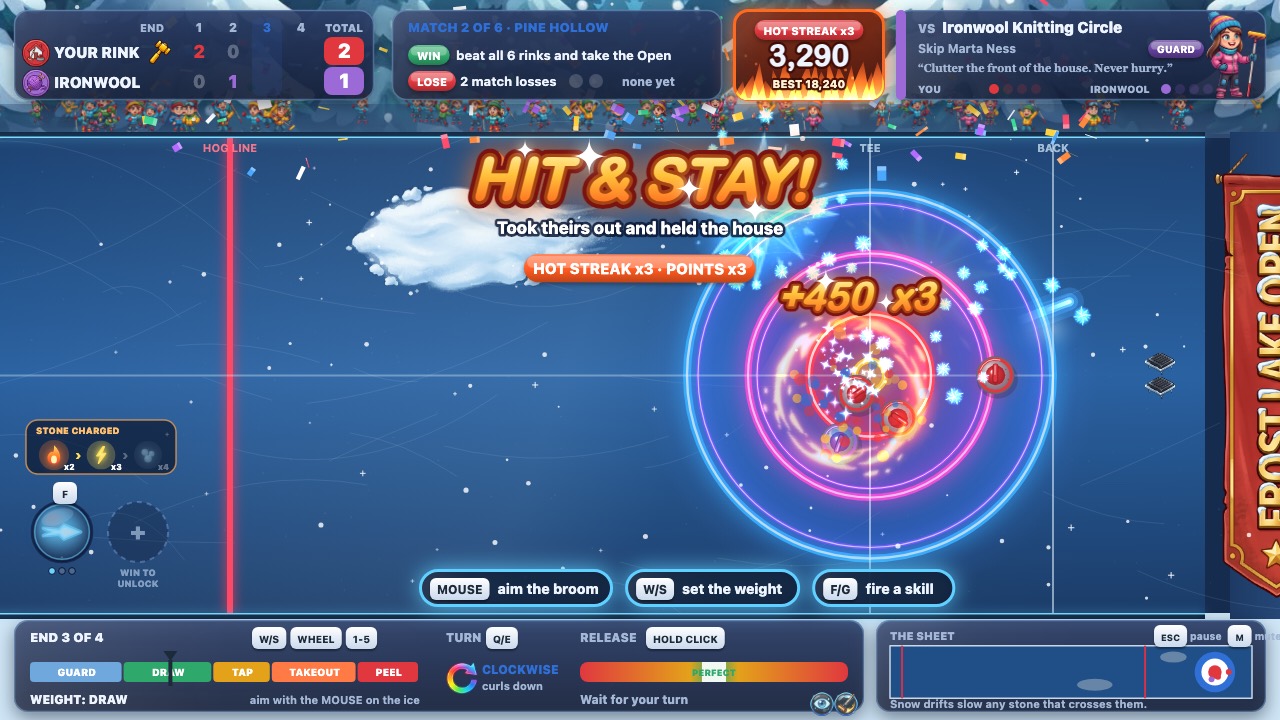 END 1 2 3 4 TOTAL
YOUR RINK 2 0 2
IRONWOOL 0 1 1
MATCH 2 OF 6 · PINE HOLLOW
WIN beat all 6 rinks and take the Open
LOSE 2 match losses none yet
HOT STREAK x3
3,290
BEST 18,240
VS Ironwool Knitting Circle
Skip Marta Ness GUARD
“Clutter the front of the house. Never hurry.”
YOU IRONWOOL
HOG LINE TEE BACK
HIT & STAY!
Took theirs out and held the house
HOT STREAK x3 · POINTS x3
+450 x3
FROST LAKE OPEN
STONE CHARGED
x2 › x3 › x4
F
+
WIN TO
UNLOCK
MOUSE aim the broom W/S set the weight F/G fire a skill
END 3 OF 4 W/S WHEEL 1-5
GUARD DRAW TAP TAKEOUT PEEL
WEIGHT: DRAW aim with the MOUSE on the ice
TURN Q/E
CLOCKWISE
curls down
RELEASE HOLD CLICK
PERFECT
Wait for your turn
THE SHEET ESC pause M mute
Snow drifts slow any stone that crosses them.